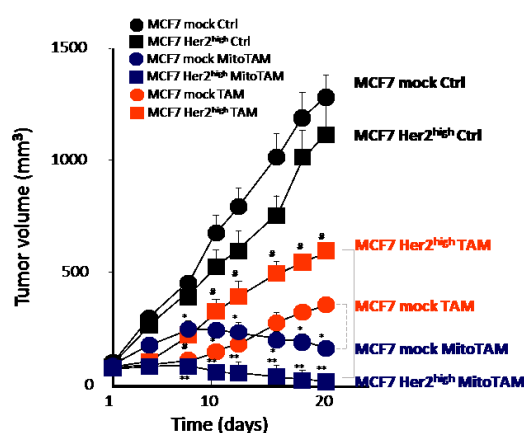 MCF7 mock Ctrl
MCF7 Her2ʰⁱᵍʰ Ctrl
MCF7 mock MitoTAM
MCF7 Her2ʰⁱᵍʰ MitoTAM
MCF7 mock TAM
MCF7 Her2ʰⁱᵍʰ TAM
1500
1000
500
0
Tumor volume (mm³)
MCF7 mock Ctrl
MCF7 Her2ʰⁱᵍʰ Ctrl
MCF7 Her2ʰⁱᵍʰ TAM
MCF7 mock TAM
MCF7 mock MitoTAM
MCF7 Her2ʰⁱᵍʰ MitoTAM
# # # # #
#
* * * * * *
** ** ** ** ** **
1 10 20
Time (days)